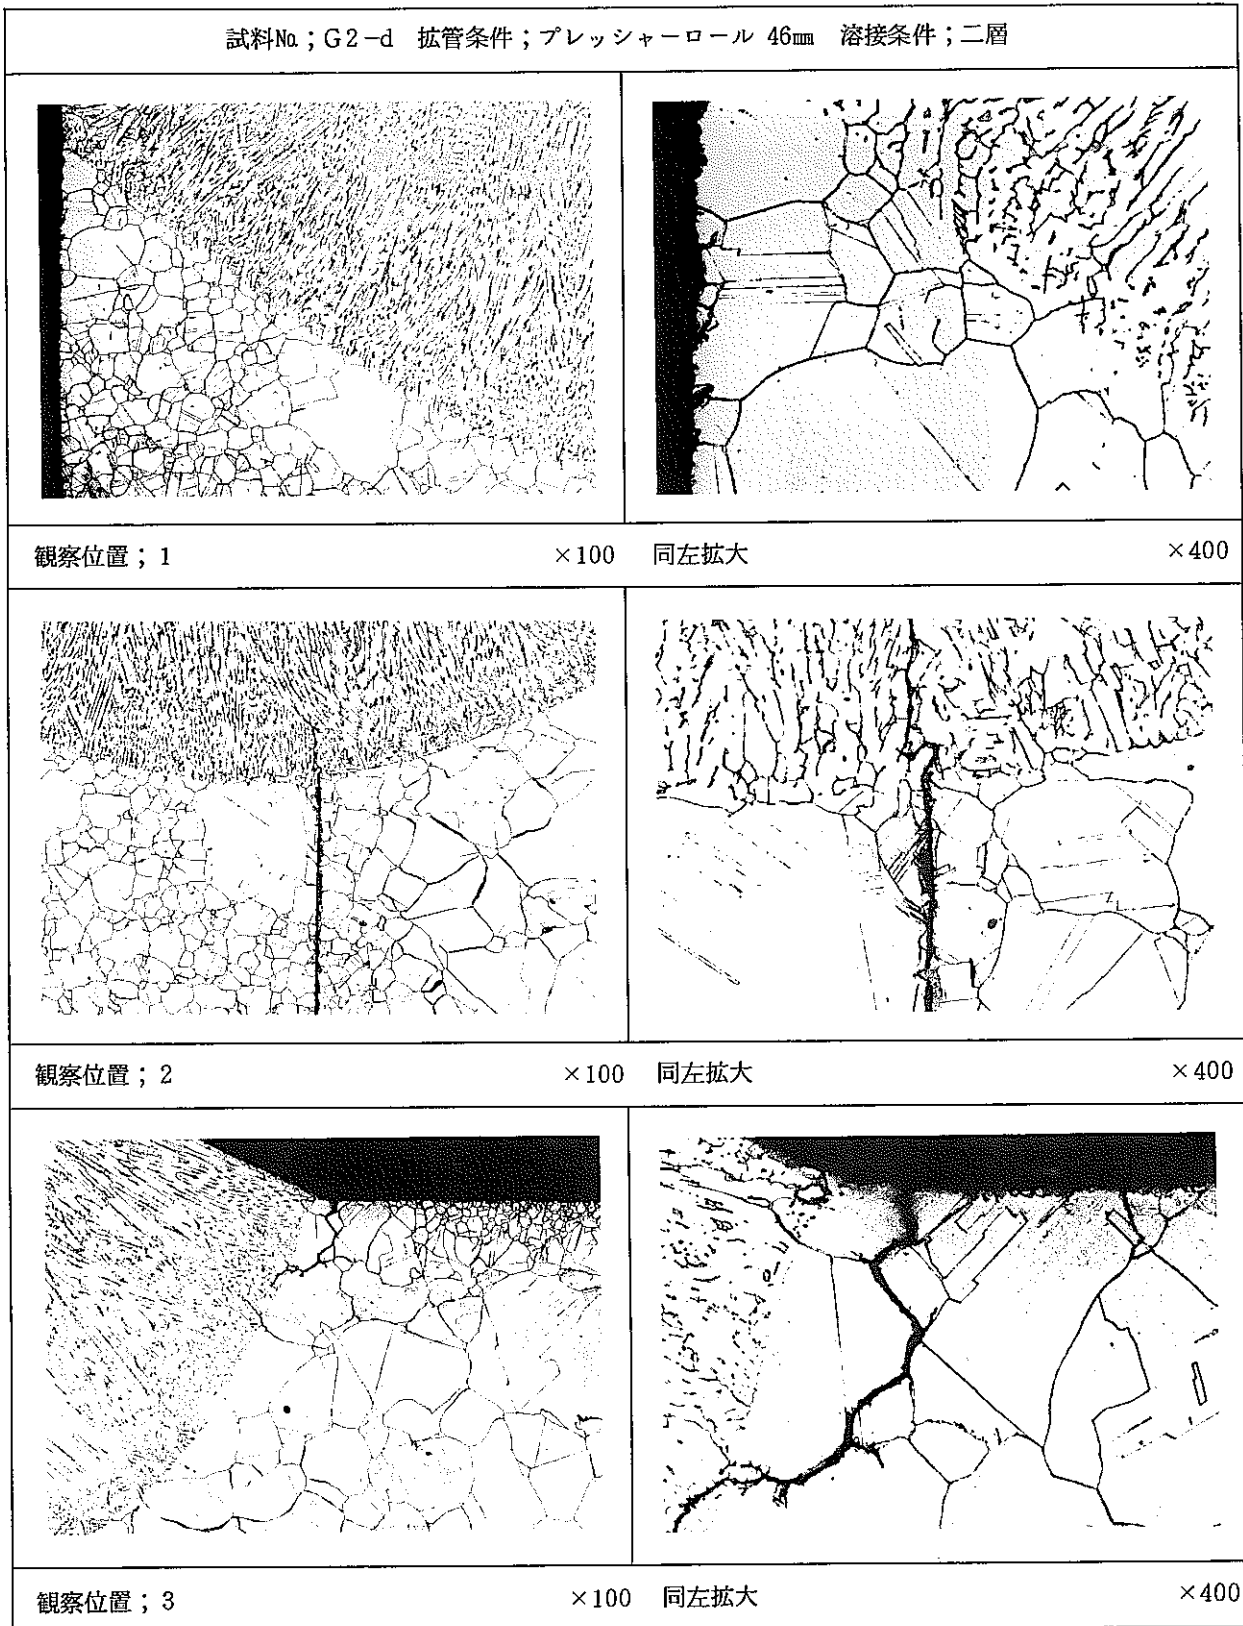 試料№;G2-d 拡管条件;プレッシャーロール 46㎜ 溶接条件;二層
観察位置;1 ×100 同左拡大 ×400
観察位置;2 ×100 同左拡大 ×400
観察位置;3 ×100 同左拡大 ×400